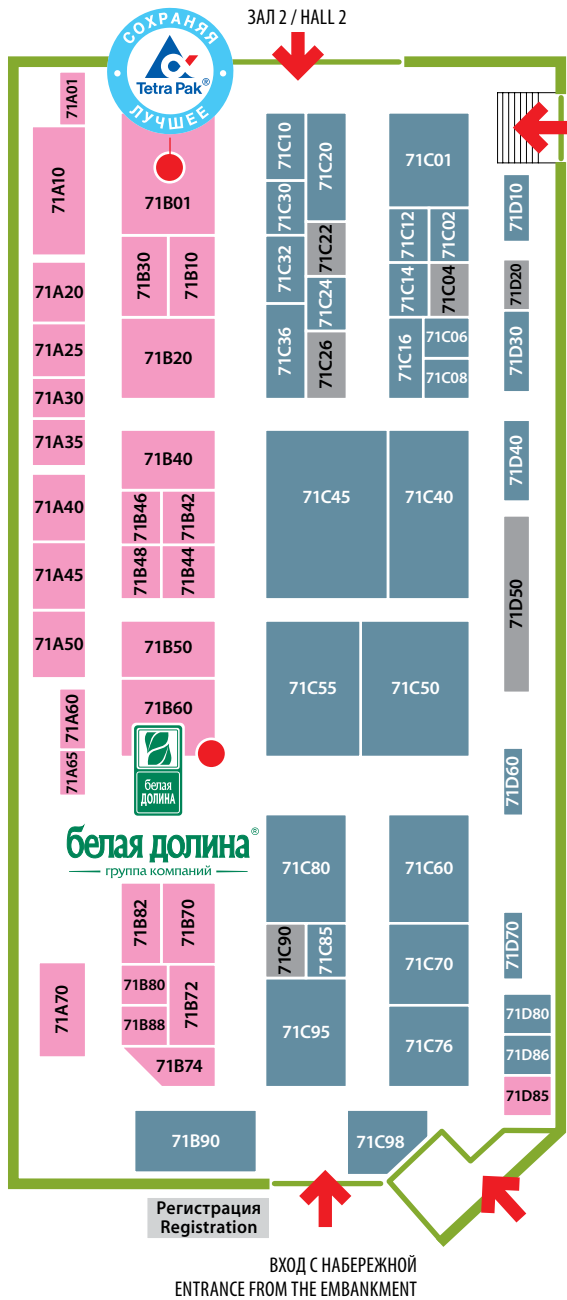 ЗАЛ 2 / HALL 2
СОХРАНЯЯ
Tetra Pak®
ЛУЧШЕЕ
71A01
71A10
71A20
71A25
71A30
71A35
71A40
71A45
71A50
71A60
71A65
71A70
71B01
71B30
71B10
71B20
71B40
71B46
71B42
71B48
71B44
71B50
71B60
белая
ДОЛИНА
белая долина®
группа компаний
71B82
71B70
71B80
71B72
71B88
71B74
71B90
71C10
71C20
71C30
71C22
71C32
71C24
71C36
71C26
71C01
71C12
71C02
71C14
71C04
71C16
71C06
71C08
71C45
71C40
71C55
71C50
71C80
71C60
71C90
71C85
71C70
71C95
71C76
71C98
71D10
71D20
71D30
71D40
71D50
71D60
71D70
71D80
71D86
71D85
Регистрация
Registration
ВХОД С НАБЕРЕЖНОЙ
ENTRANCE FROM THE EMBANKMENT